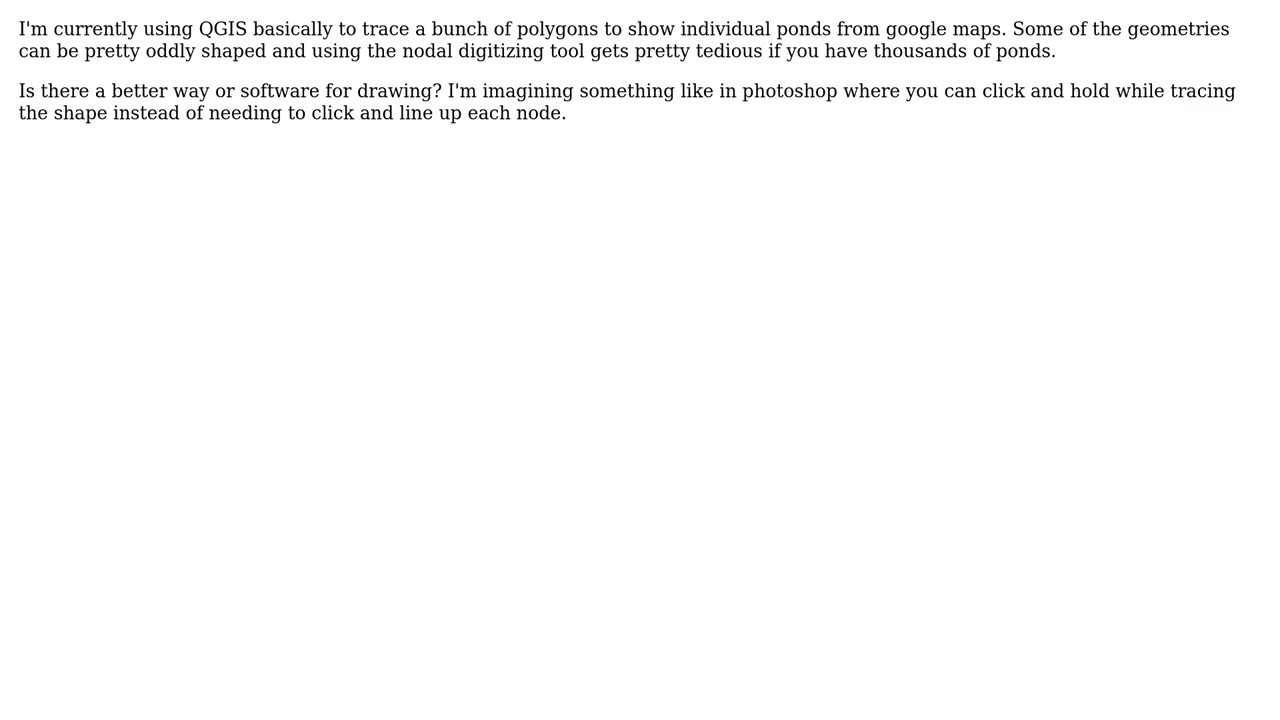 I'm currently using QGIS basically to trace a bunch of polygons to show individual ponds from google maps. Some of the geometries
can be pretty oddly shaped and using the nodal digitizing tool gets pretty tedious if you have thousands of ponds.
Is there a better way or software for drawing? I'm imagining something like in photoshop where you can click and hold while tracing
the shape instead of needing to click and line up each node.